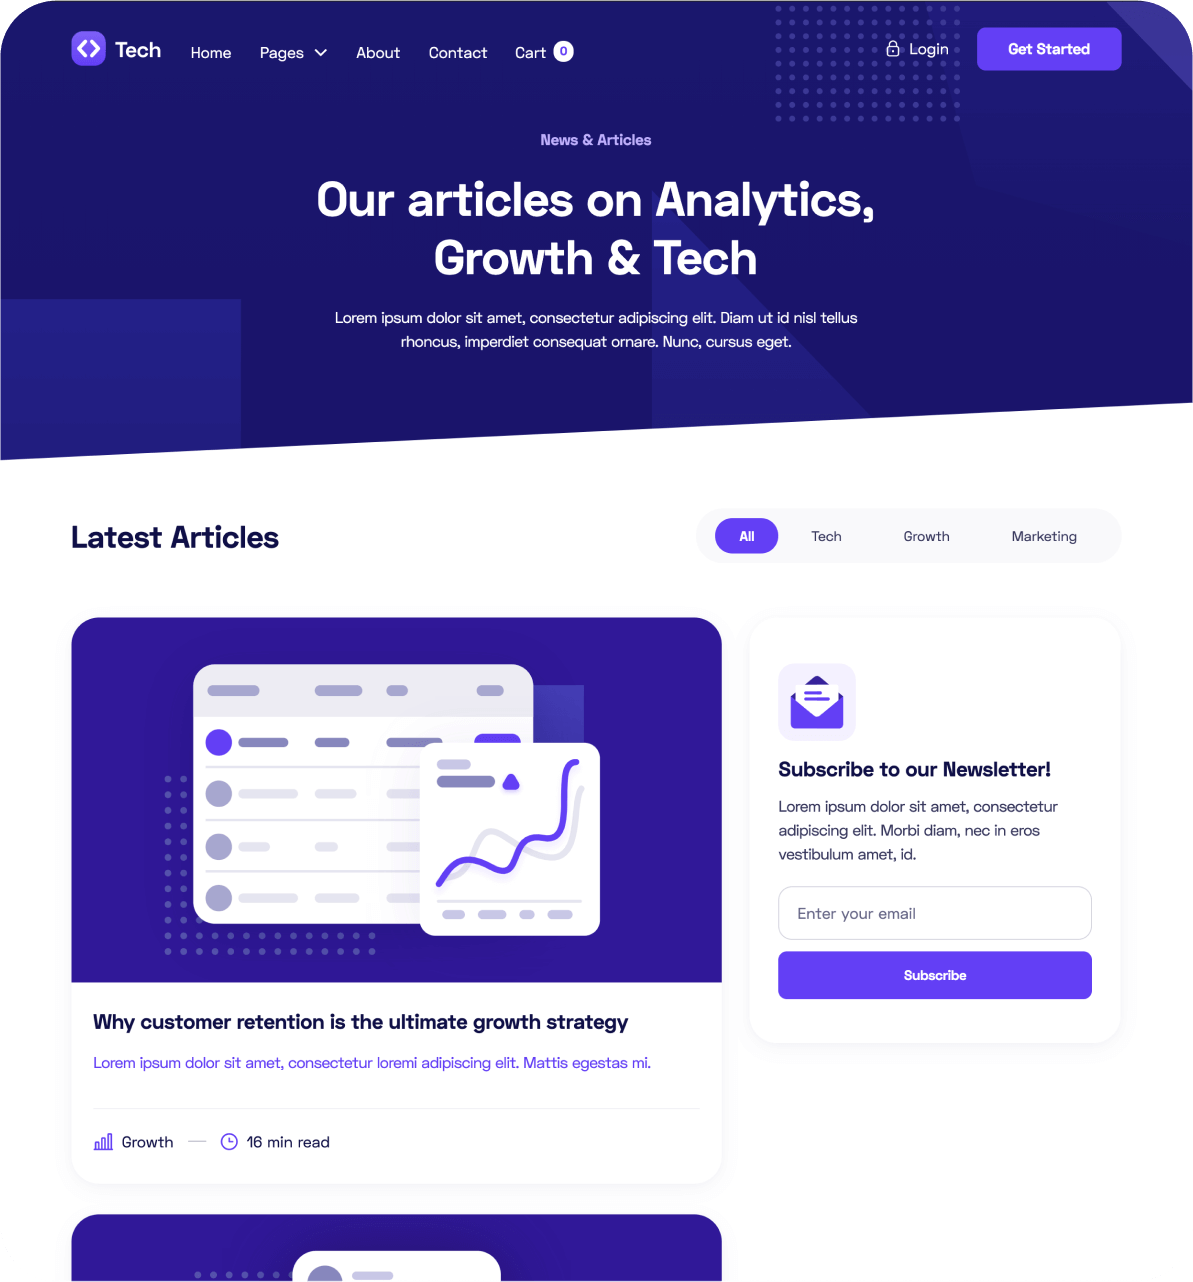 Tech
Home
Pages
About
Contact
Cart 0
Login
Get Started
News & Articles
Our articles on Analytics,
Growth & Tech
Lorem ipsum dolor sit amet, consectetur adipiscing elit. Diam ut id nisl tellus
rhoncus, imperdiet consequat ornare. Nunc, cursus eget.
Latest Articles
All
Tech
Growth
Marketing
Why customer retention is the ultimate growth strategy
Lorem ipsum dolor sit amet, consectetur loremi adipiscing elit. Mattis egestas mi.
Growth
16 min read
Subscribe to our Newsletter!
Lorem ipsum dolor sit amet, consectetur
adipiscing elit. Morbi diam, nec in eros
vestibulum amet, id.
Enter your email
Subscribe